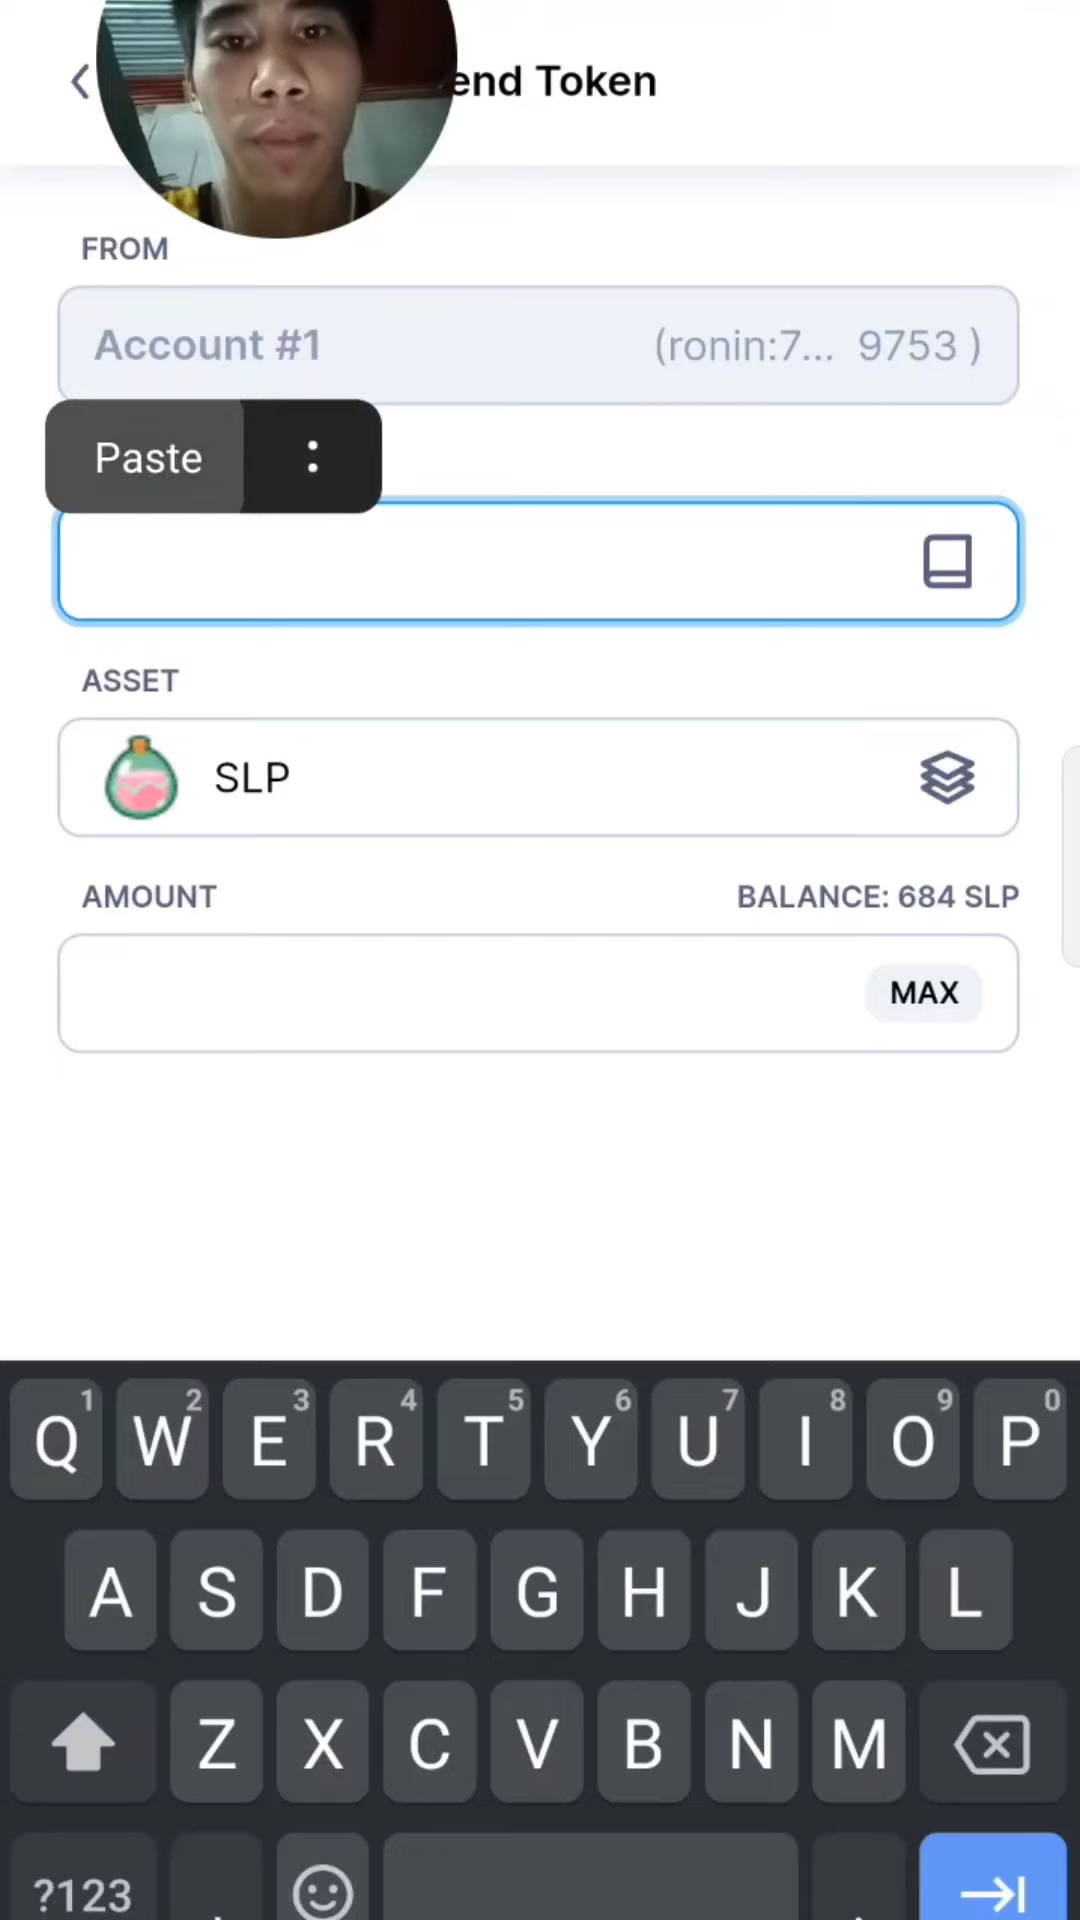 end Token
FROM
Account #1 (ronin:7... 9753 )
Paste
ASSET
SLP
AMOUNT BALANCE: 684 SLP
MAX
1 2 3 4 5 6 7 8 9 0
Q W E R T Y U I O P
A S D F G H J K L
Z X C V B N M
?123 , .